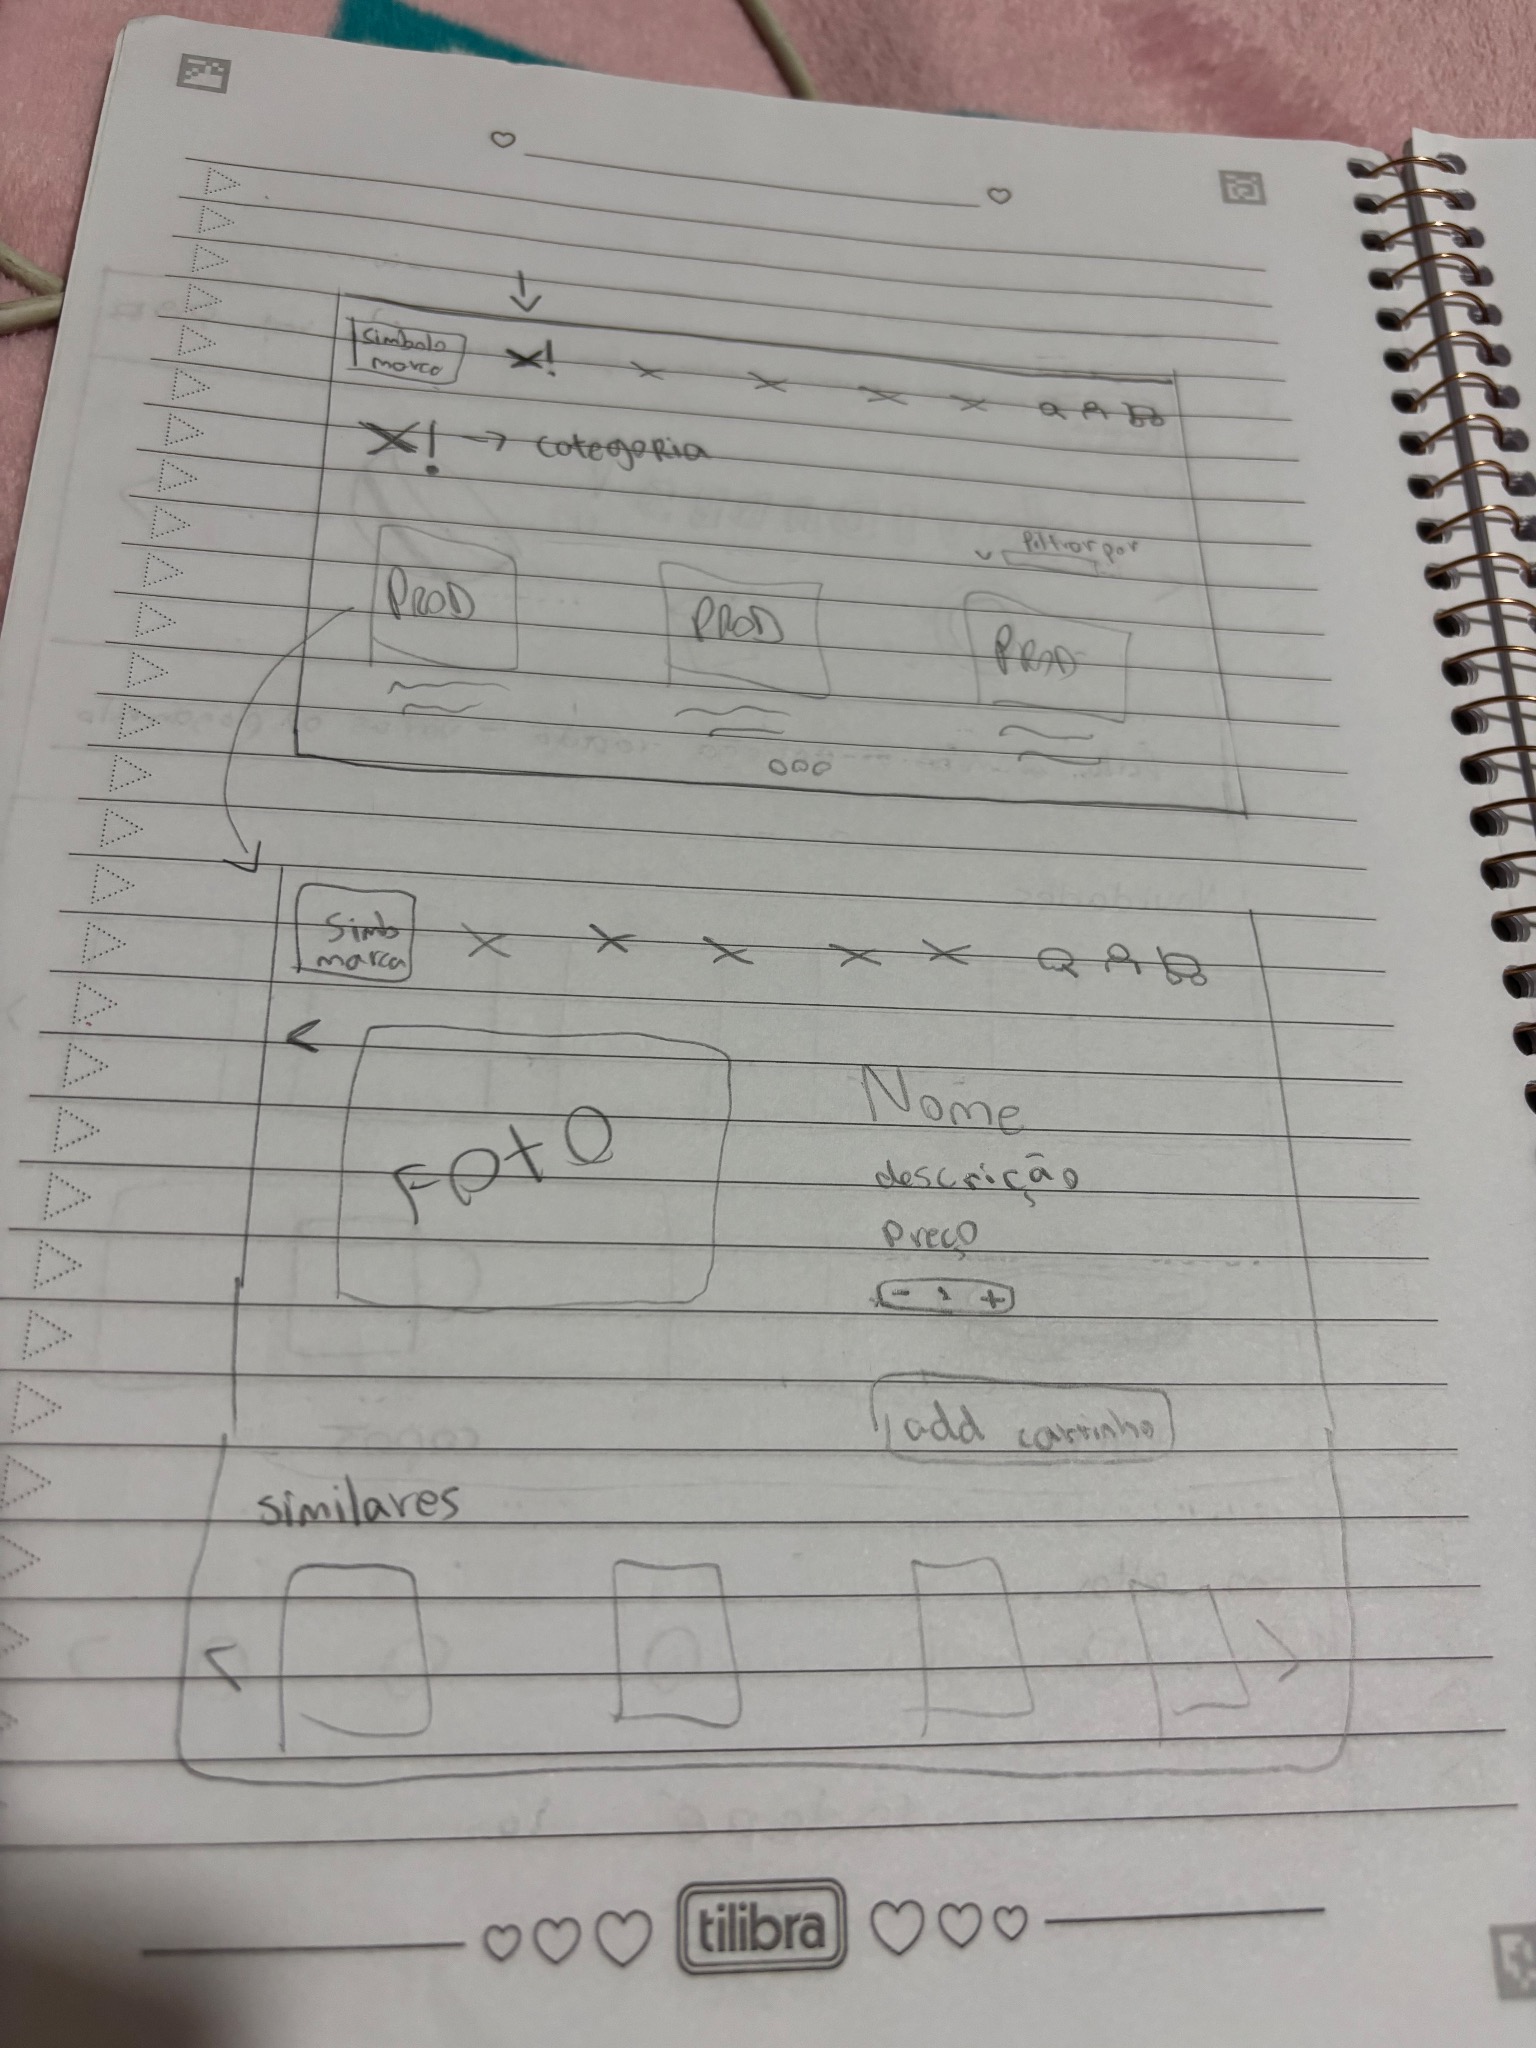 simbolo
marca
X! X X X X
X! → categoria
Filtrar por
PROD PROD PROD
ooo
Simb
marca
X X X X X
<
FOTO
Nome
descrição
Preço
- 1 +
add carrinho
similares
< >
tilibra